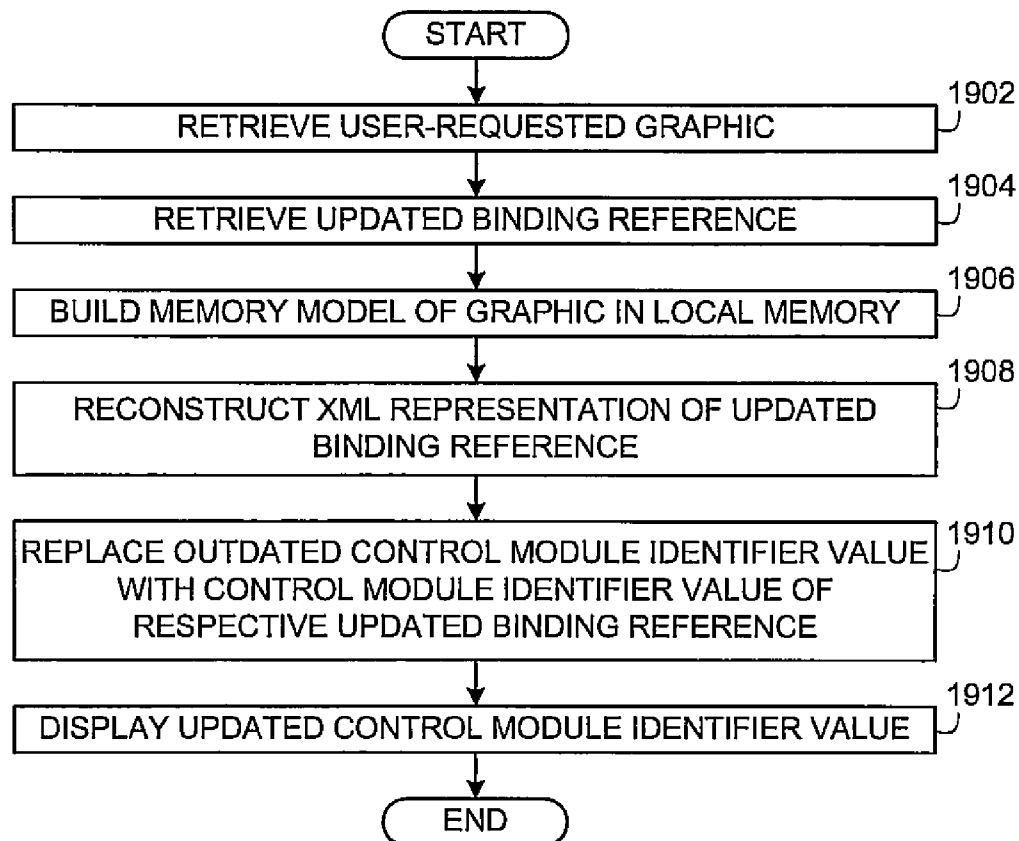 START
1902
RETRIEVE USER-REQUESTED GRAPHIC
1904
RETRIEVE UPDATED BINDING REFERENCE
1906
BUILD MEMORY MODEL OF GRAPHIC IN LOCAL MEMORY
1908
RECONSTRUCT XML REPRESENTATION OF UPDATED
BINDING REFERENCE
1910
REPLACE OUTDATED CONTROL MODULE IDENTIFIER VALUE
WITH CONTROL MODULE IDENTIFIER VALUE OF
RESPECTIVE UPDATED BINDING REFERENCE
1912
DISPLAY UPDATED CONTROL MODULE IDENTIFIER VALUE
END